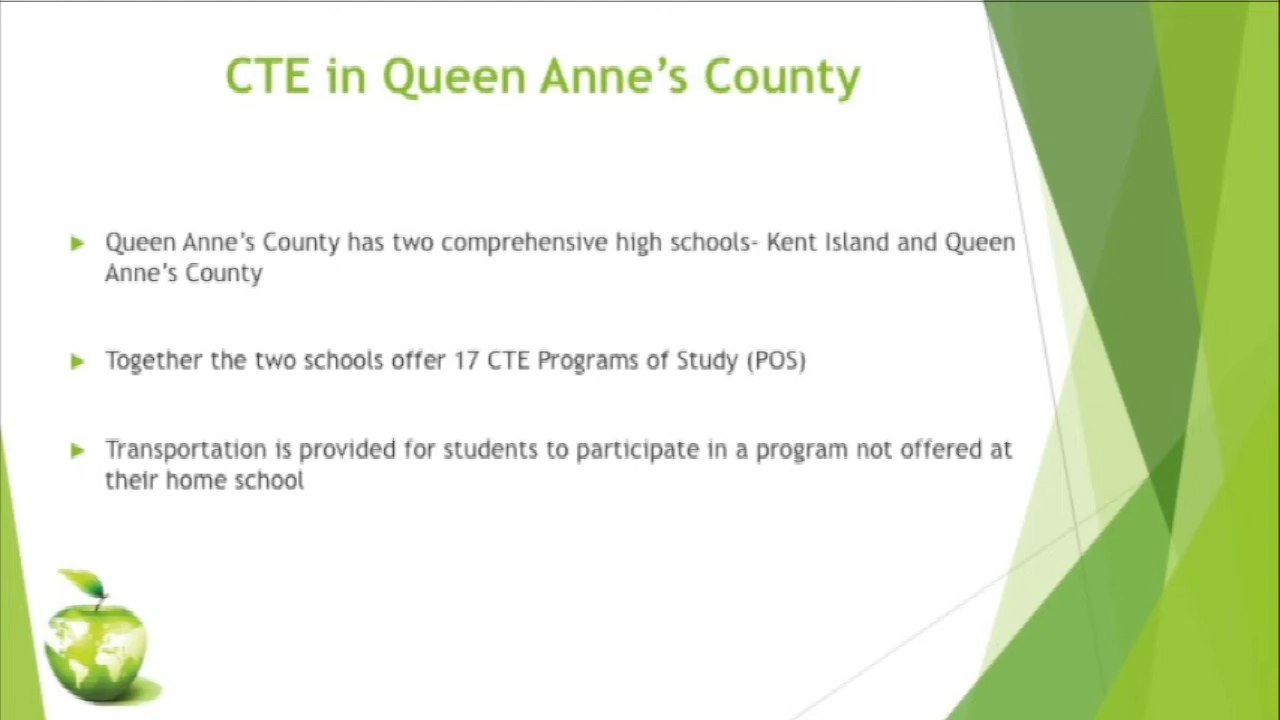 CTE in Queen Anne’s County
Queen Anne’s County has two comprehensive high schools- Kent Island and Queen
Anne’s County
Together the two schools offer 17 CTE Programs of Study (POS)
Transportation is provided for students to participate in a program not offered at
their home school